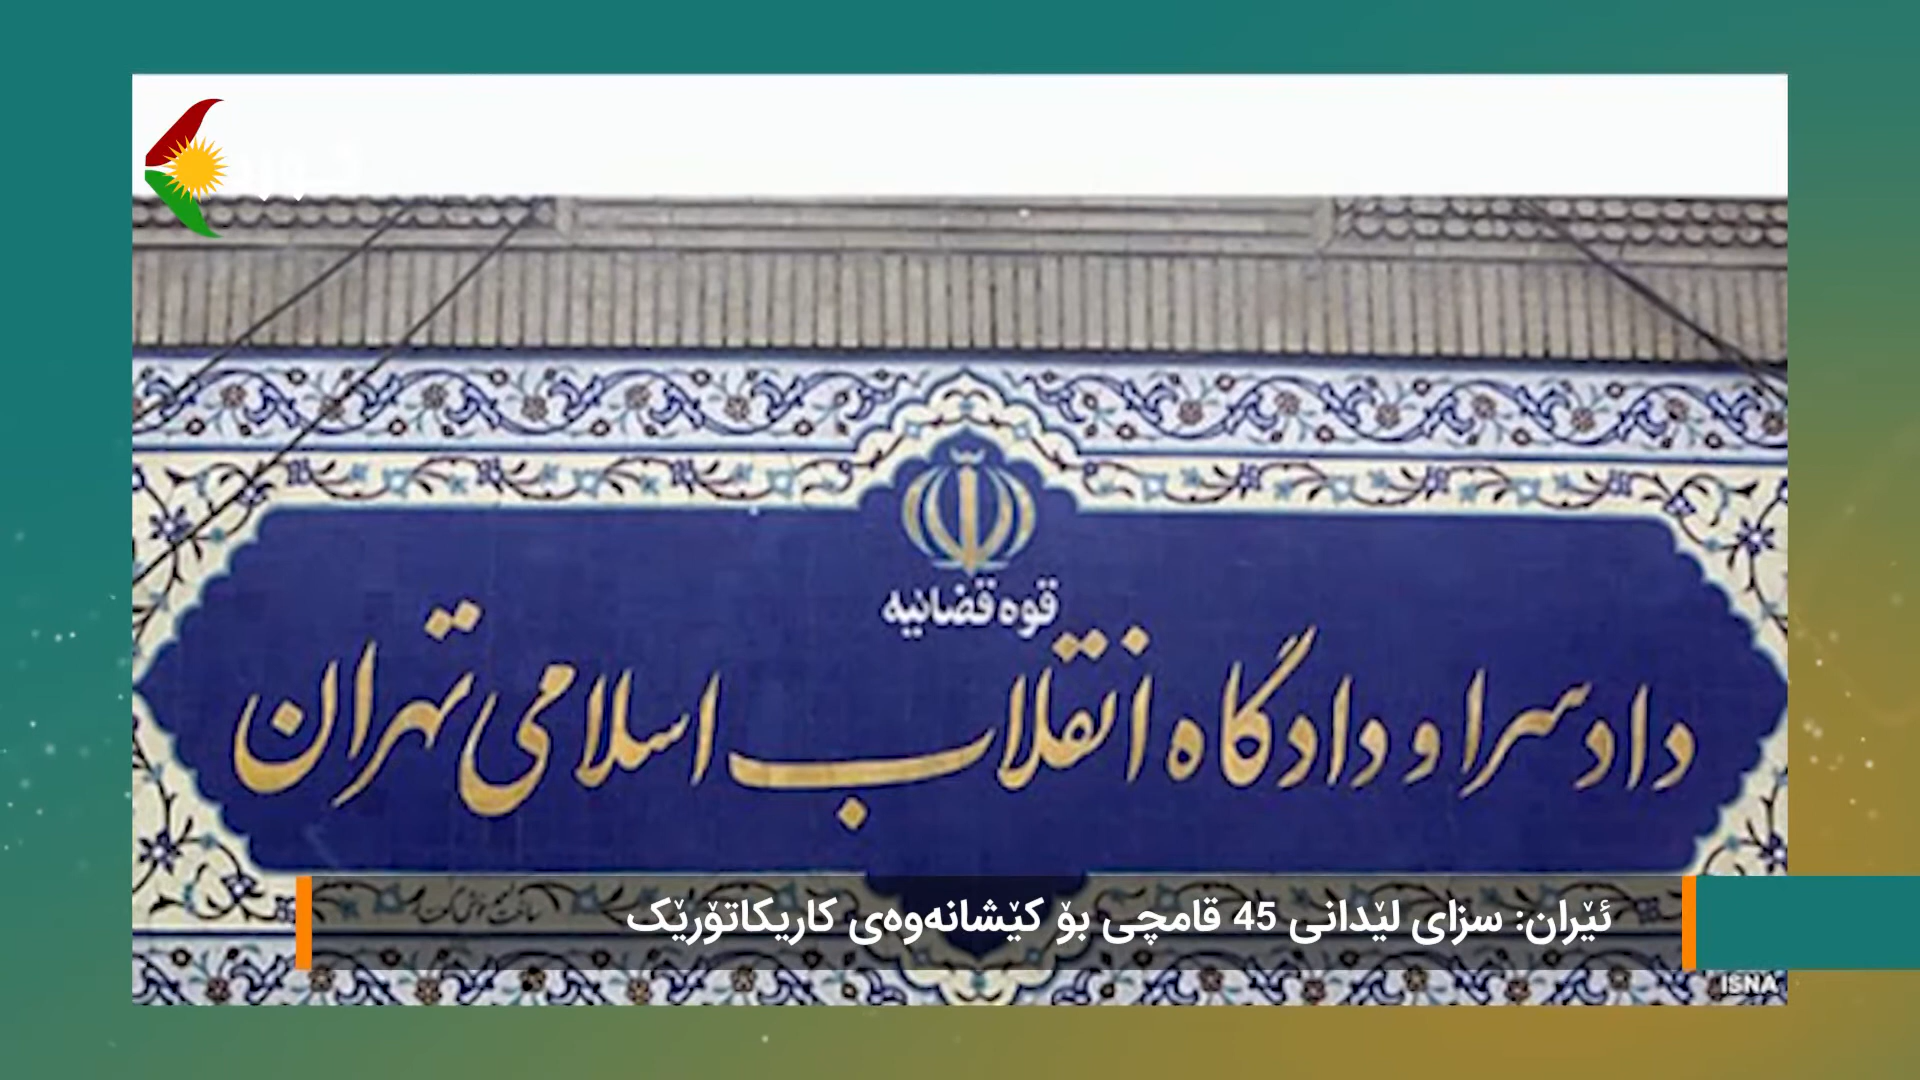 قوه قضائیه
دادسرا و دادگاه انقلاب اسلامی تهران
ئێران: سزای لێدانی 45 قامچی بۆ کێشانەوەی کاریکاتۆرێک
ISNA